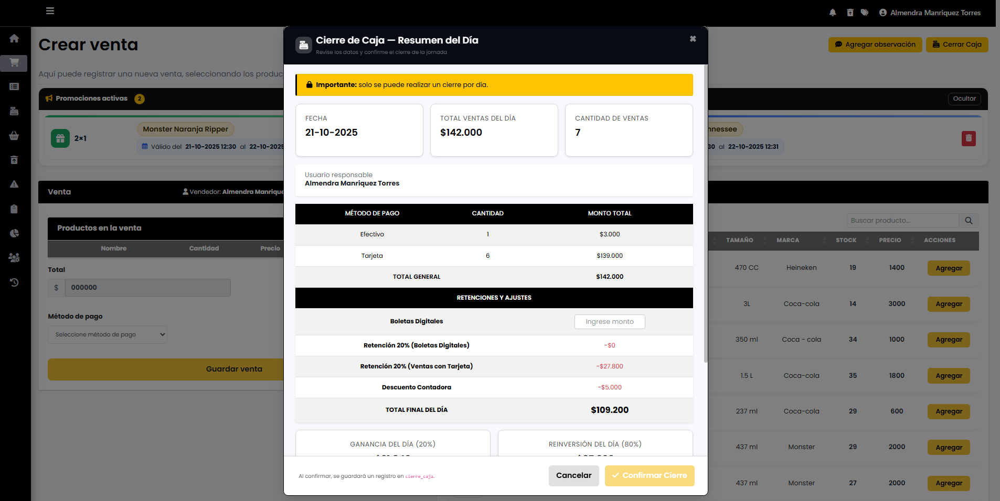 Almendra Manriquez Torres
Crear venta
Agregar observación
Cerrar Caja
Aquí puede registrar una nueva venta, seleccionando los produc
Promociones activas 2
Ocultar
Monster Naranja Ripper
2×1
Válido del 21-10-2025 12:30 al 22-10-2025
nnessee
30 al 22-10-2025 12:31
Venta
Vendedor: Almendra Manrique
Productos en la venta
Nombre Cantidad Precio
Total
$ 000000
Método de pago
Seleccione método de pago
Guardar venta
Cierre de Caja — Resumen del Día
Revise los datos y confirme el cierre de la jornada
Importante: solo se puede realizar un cierre por día.
FECHA
21-10-2025
TOTAL VENTAS DEL DÍA
$142.000
CANTIDAD DE VENTAS
7
Usuario responsable
Almendra Manriquez Torres
MÉTODO DE PAGO CANTIDAD MONTO TOTAL
Efectivo 1 $3.000
Tarjeta 6 $139.000
TOTAL GENERAL $142.000
RETENCIONES Y AJUSTES
Boletas Digitales Ingrese monto
Retención 20% (Boletas Digitales) -$0
Retención 20% (Ventas con Tarjeta) -$27.800
Descuento Contadora -$5.000
TOTAL FINAL DEL DÍA $109.200
GANANCIA DEL DÍA (20%)
REINVERSIÓN DEL DÍA (80%)
Al confirmar, se guardará un registro en cierre_caja.
Cancelar
Confirmar Cierre
Buscar producto...
TAMAÑO MARCA STOCK PRECIO ACCIONES
470 CC Heineken 19 1400 Agregar
3L Coca-cola 14 3000 Agregar
350 ml Coca - cola 34 1000 Agregar
1.5 L Coca-cola 35 1800 Agregar
237 ml Coca-cola 29 600 Agregar
437 ml Monster 29 2000 Agregar
437 ml Monster 27 2000 Agregar